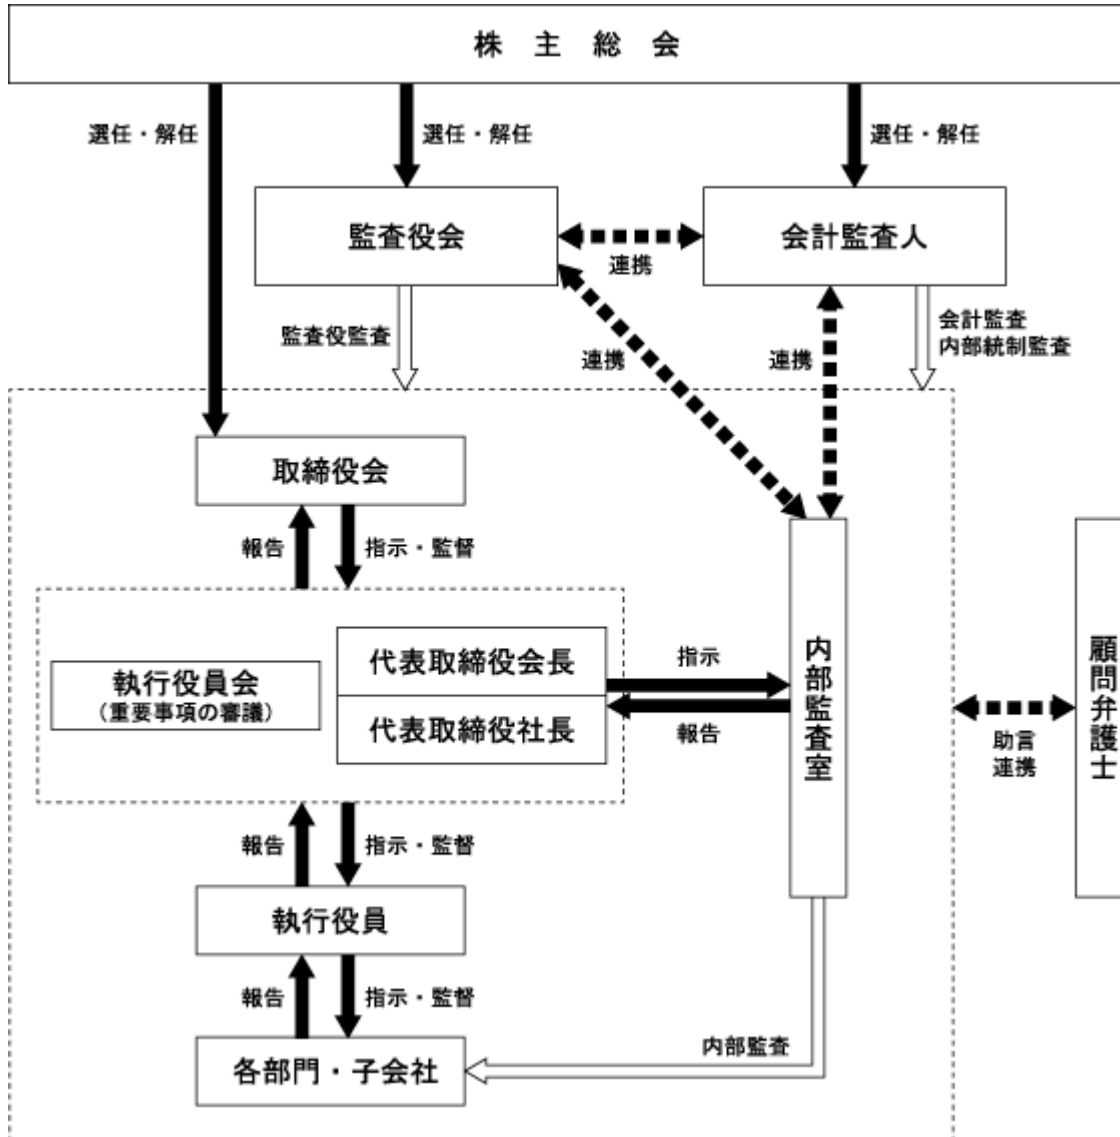 株主総会
選任・解任
選任・解任
選任・解任
監査役会
会計監査人
連携
監査役監査
連携
連携
会計監査
内部統制監査
取締役会
報告
指示・監督
執行役員会
（重要事項の審議）
代表取締役会長
代表取締役社長
指示
報告
内部監査室
顧問弁護士
助言
連携
報告
指示・監督
執行役員
報告
指示・監督
内部監査
各部門・子会社